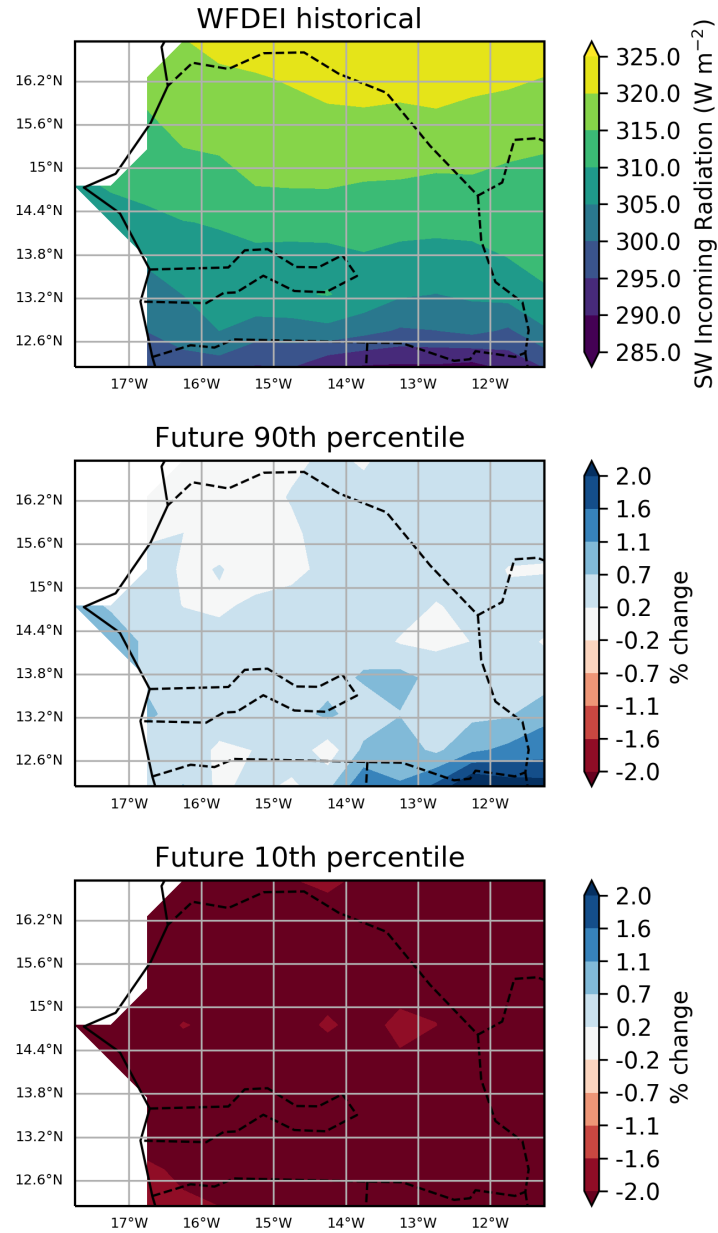 WFDEI historical
16.2°N
15.6°N
15°N
14.4°N
13.8°N
13.2°N
12.6°N
17°W 16°W 15°W 14°W 13°W 12°W
325.0
320.0
315.0
310.0
305.0
300.0
295.0
290.0
285.0
SW Incoming Radiation (W m⁻²)
Future 90th percentile
16.2°N
15.6°N
15°N
14.4°N
13.8°N
13.2°N
12.6°N
17°W 16°W 15°W 14°W 13°W 12°W
2.0
1.6
1.1
0.7
0.2
-0.2
-0.7
-1.1
-1.6
-2.0
% change
Future 10th percentile
16.2°N
15.6°N
15°N
14.4°N
13.8°N
13.2°N
12.6°N
17°W 16°W 15°W 14°W 13°W 12°W
2.0
1.6
1.1
0.7
0.2
-0.2
-0.7
-1.1
-1.6
-2.0
% change